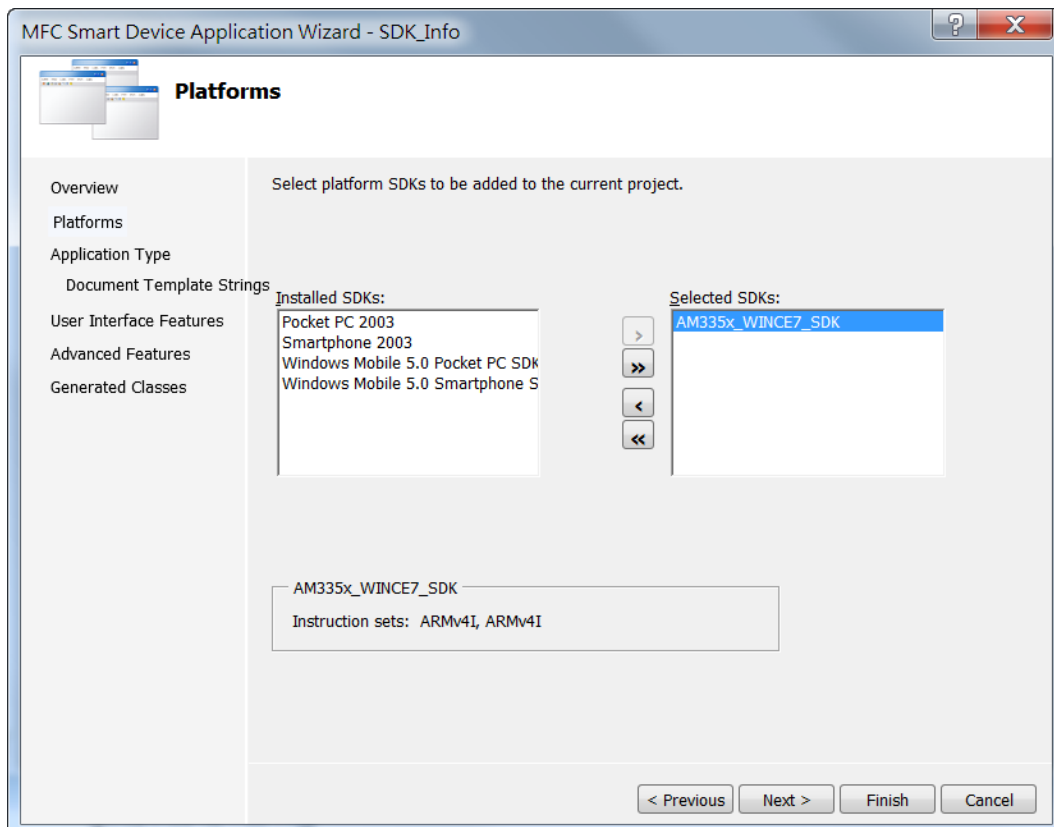 MFC Smart Device Application Wizard - SDK_Info
Platforms
Overview
Platforms
Application Type
Document Template Strings
User Interface Features
Advanced Features
Generated Classes
Select platform SDKs to be added to the current project.
Installed SDKs:
Pocket PC 2003
Smartphone 2003
Windows Mobile 5.0 Pocket PC SDK
Windows Mobile 5.0 Smartphone S
>
>>
<
<<
Selected SDKs:
AM335x_WINCE7_SDK
AM335x_WINCE7_SDK
Instruction sets: ARMv4I, ARMv4I
< Previous
Next >
Finish
Cancel